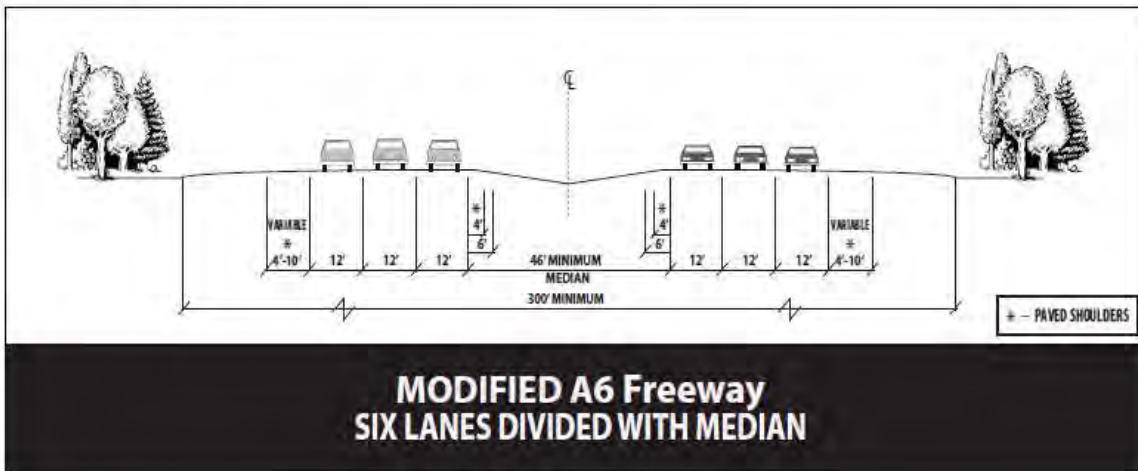 ℄
VARIABLE
*
4'-10'
12'
12'
12'
*
4'
6'
46' MINIMUM
MEDIAN
*
4'
6'
12'
12'
12'
VARIABLE
*
4'-10'
300' MINIMUM
* – PAVED SHOULDERS
MODIFIED A6 Freeway
SIX LANES DIVIDED WITH MEDIAN